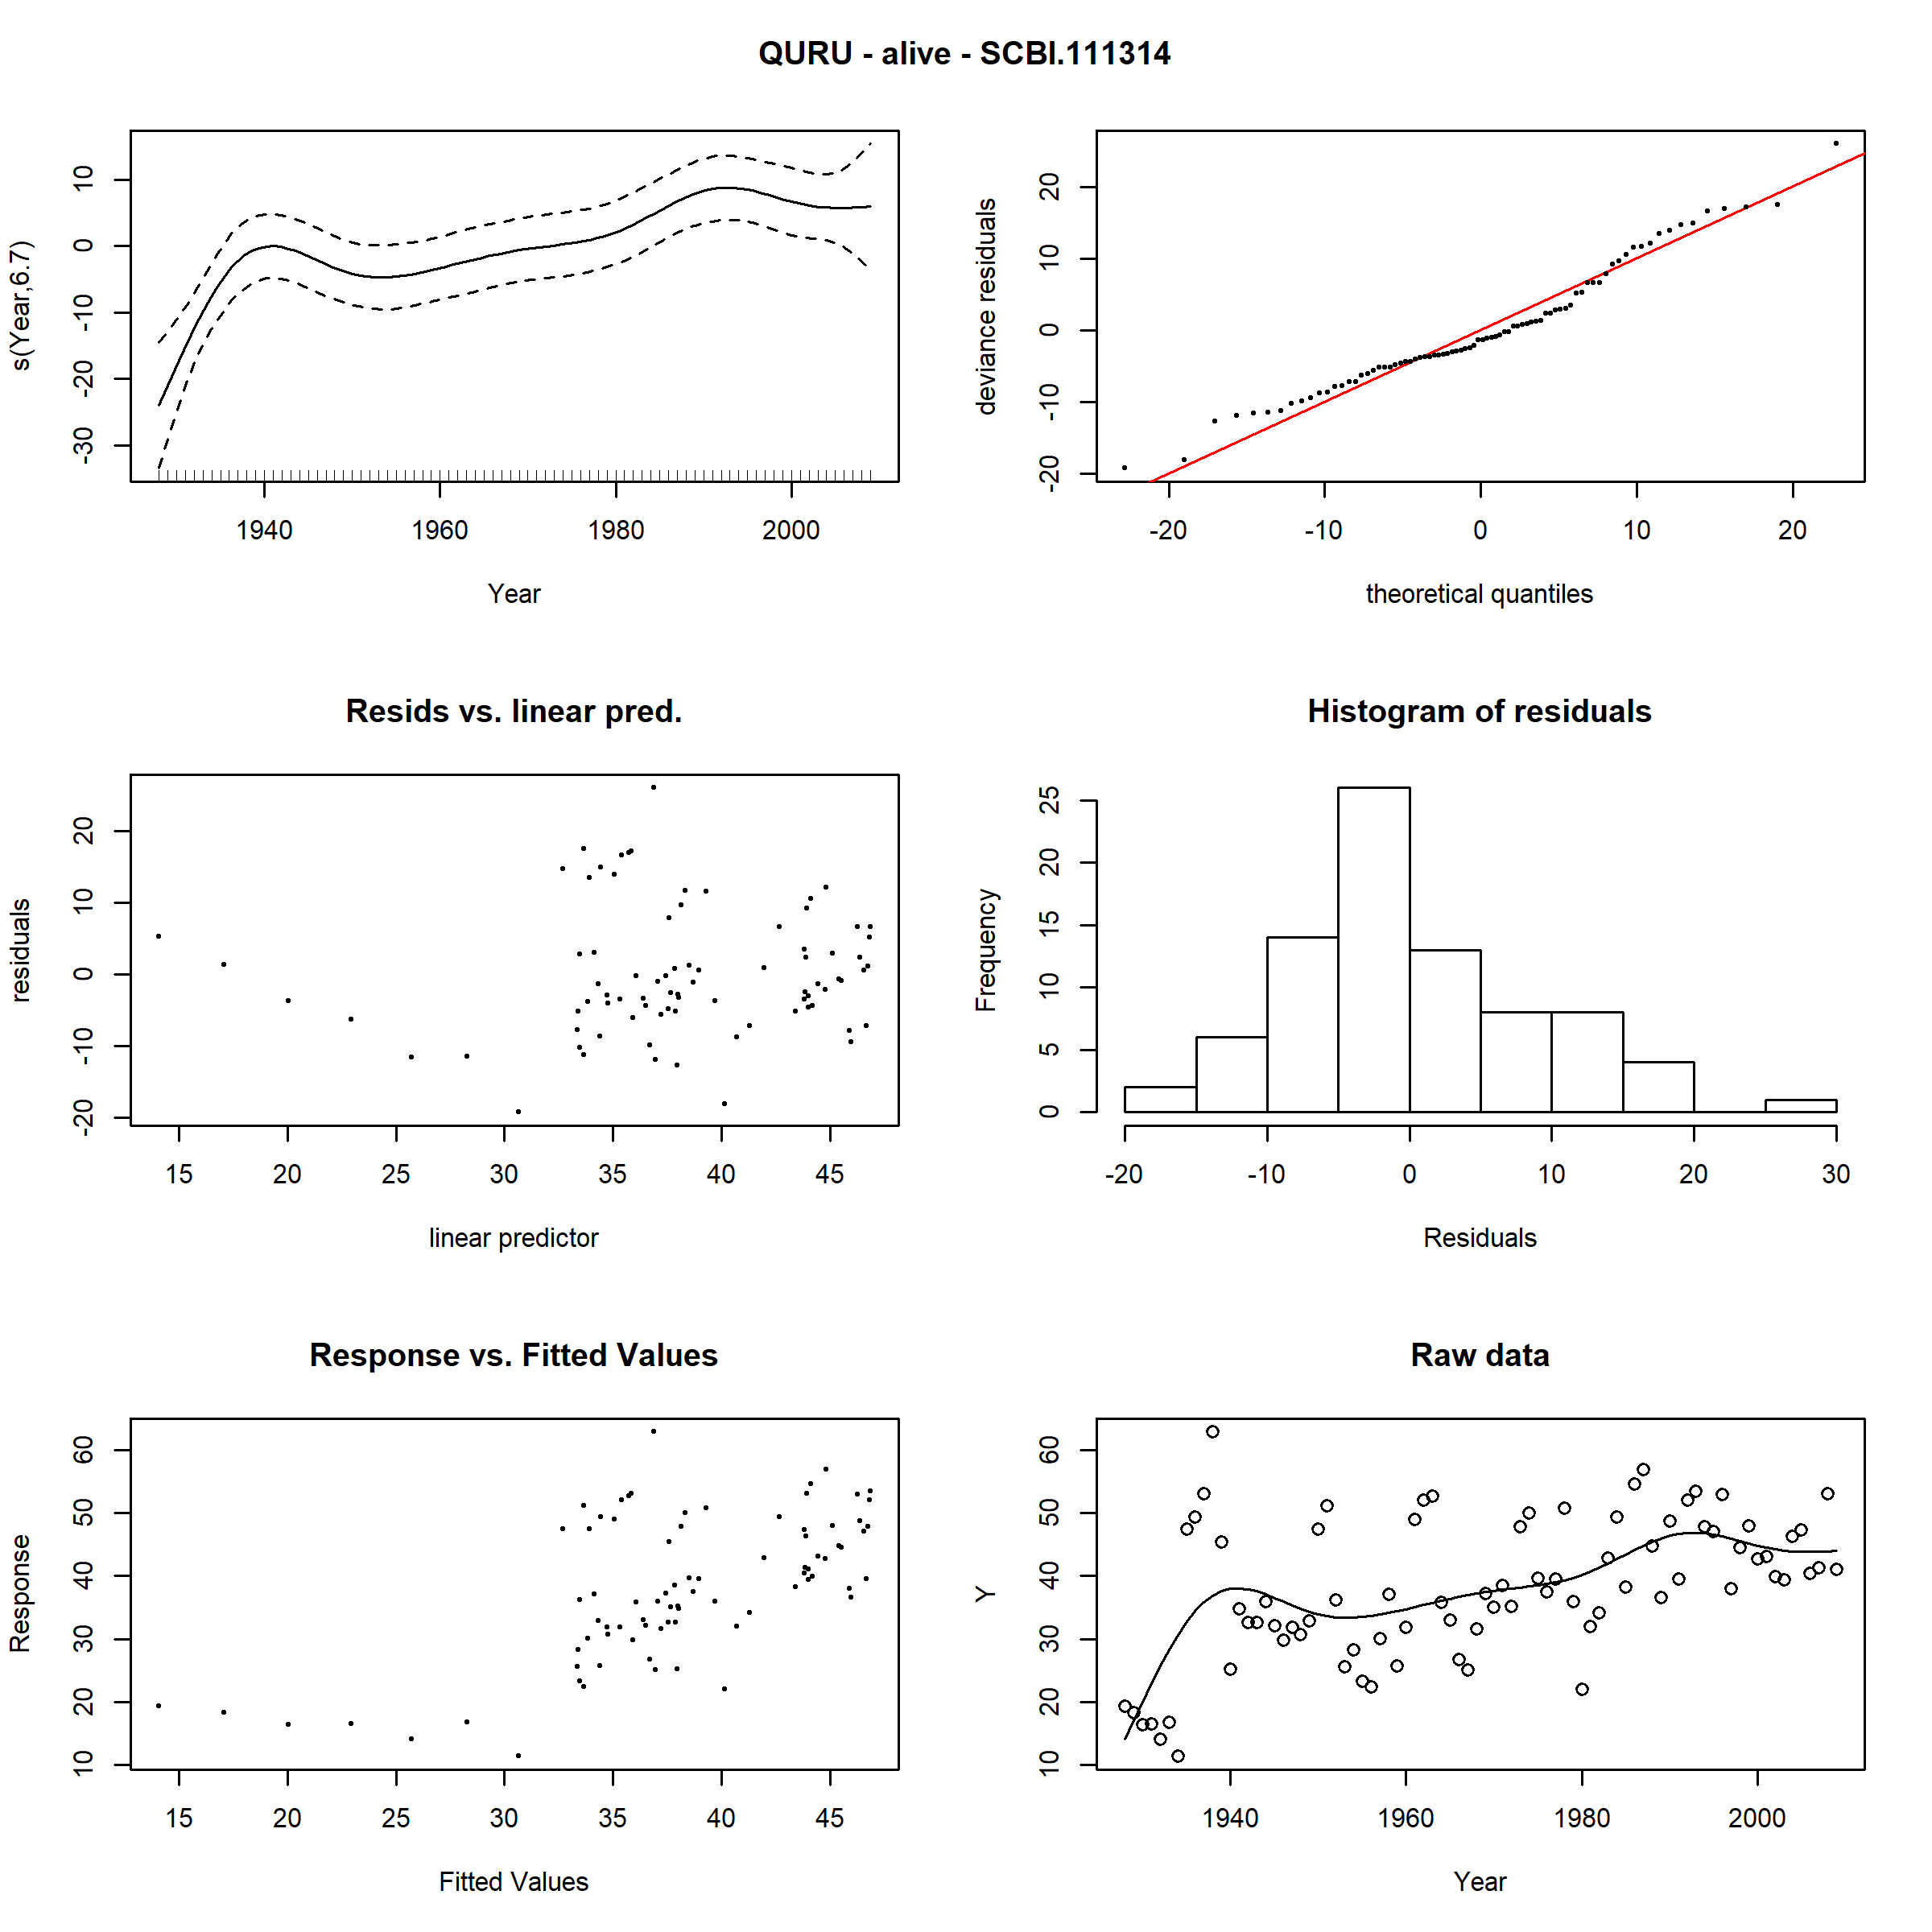 QURU - alive - SCBI.111314
s(Year,6.7)
10
0
-10
-20
-30
1940 1960 1980 2000
Year
deviance residuals
20
10
0
-10
-20
-20 -10 0 10 20
theoretical quantiles
Resids vs. linear pred.
residuals
20
10
0
-10
-20
15 20 25 30 35 40 45
linear predictor
Histogram of residuals
Frequency
25
20
15
10
5
0
-20 -10 0 10 20 30
Residuals
Response vs. Fitted Values
Response
60
50
40
30
20
10
15 20 25 30 35 40 45
Fitted Values
Raw data
Y
60
50
40
30
20
10
1940 1960 1980 2000
Year